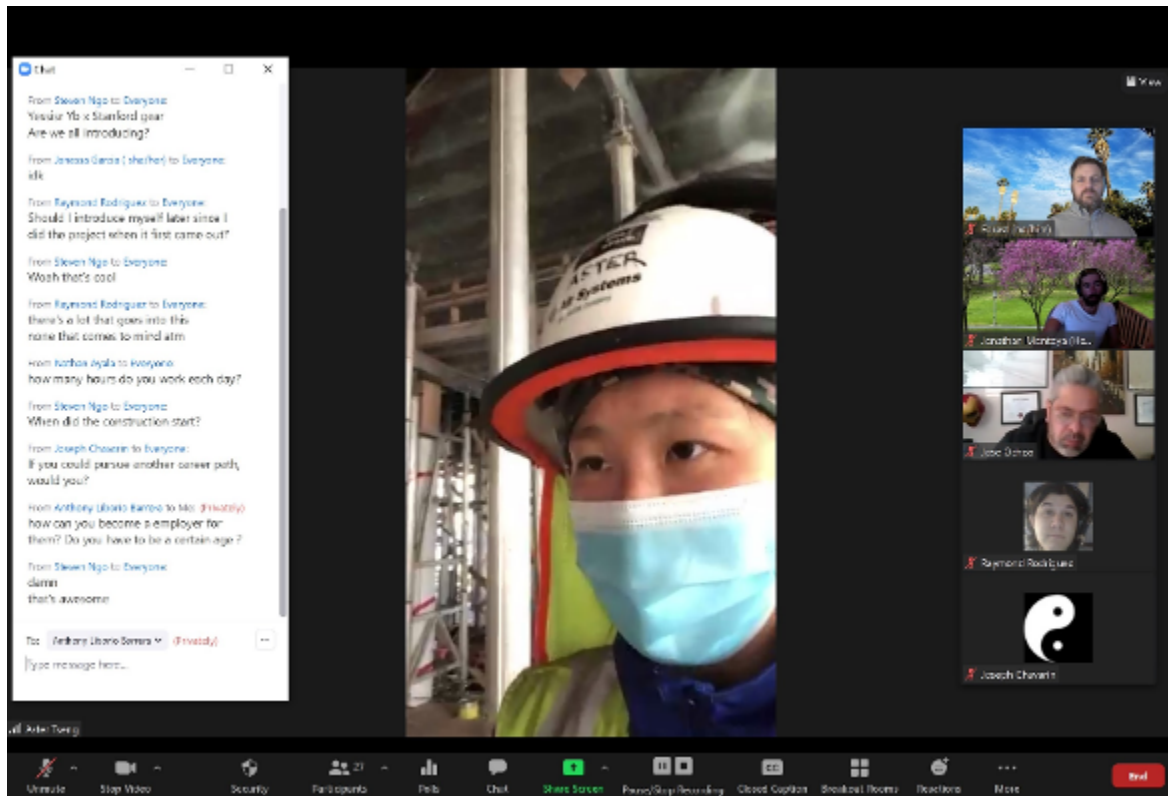 Chat
From Steven Ngo to Everyone:
Yessir Yb x Stanford gear
Are we all introducing?
From Janessa Garcia ( she/her) to Everyone:
idk
From Raymond Rodriguez to Everyone:
Should I introduce myself later since I
did the project when it first came out?
From Steven Ngo to Everyone:
Woah that's cool
From Raymond Rodriguez to Everyone:
there's a lot that goes into this
none that comes to mind atm
From Nathan Ayala to Everyone:
how many hours do you work each day?
From Steven Ngo to Everyone:
When did the construction start?
From Joseph Chavarin to Everyone:
If you could pursue another career path,
would you?
From Anthony Liborio Barrera to Me: (Privately)
how can you become a employer for
them? Do you have to be a certain age ?
From Steven Ngo to Everyone:
damn
that's awesome
To: Anthony Liborio Barrera (Privately)
Type message here...
ASTER
Air Systems
View
Jonathan Montoya (He...
Jose Ochoa
Raymond Rodriguez
Joseph Chavarin
Aster Tseng
Unmute
Stop Video
Security
Participants
27
Polls
Chat
Share Screen
Pause/Stop Recording
CC
Closed Caption
Breakout Rooms
Reactions
More
End